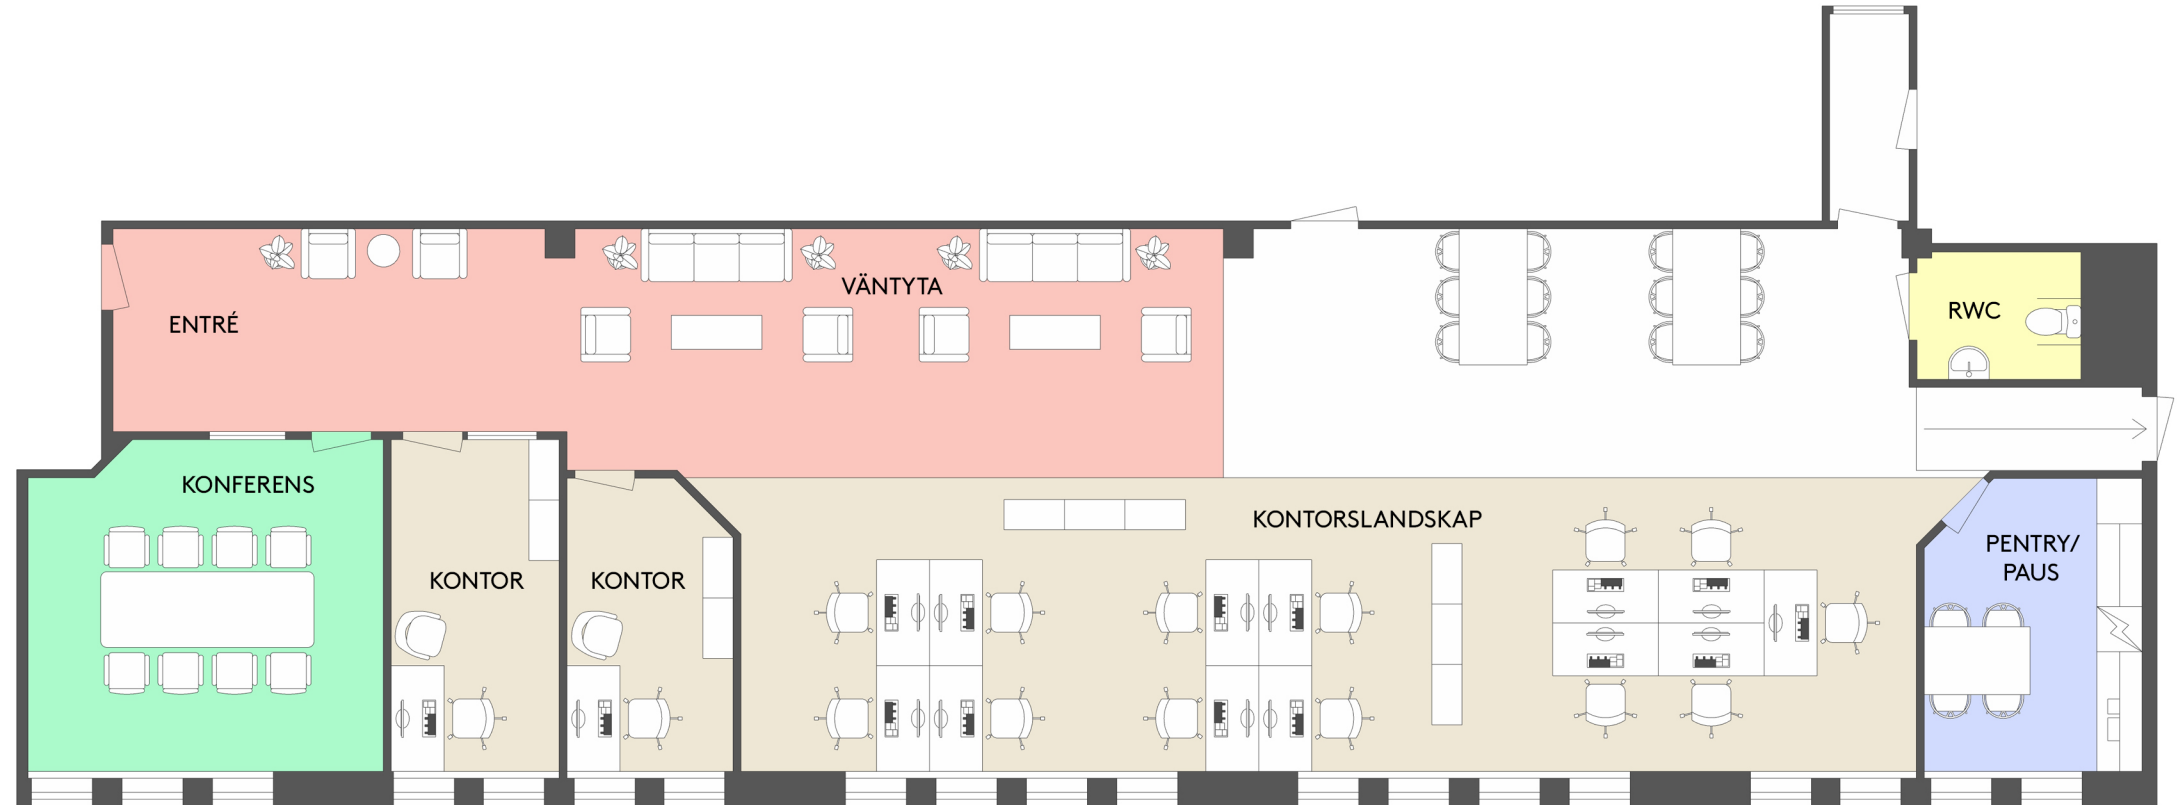 ENTRÉ
VÄNTYTA
RWC
KONFERENS
KONTOR
KONTOR
KONTORSLANDSKAP
PENTRY/
PAUS